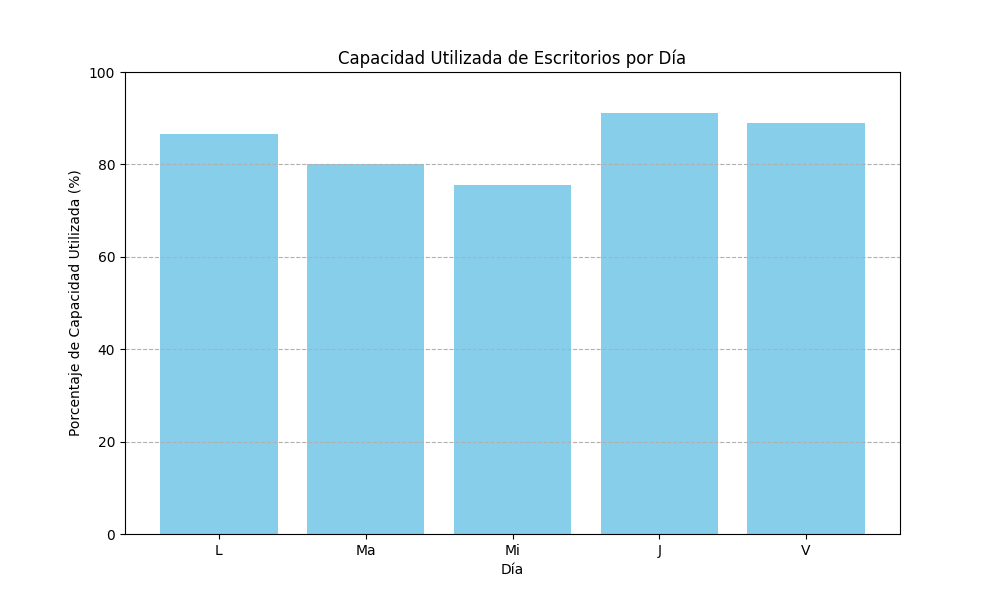 Capacidad Utilizada de Escritorios por Día
Porcentaje de Capacidad Utilizada (%)
100
80
60
40
20
0
L Ma Mi J V
Día